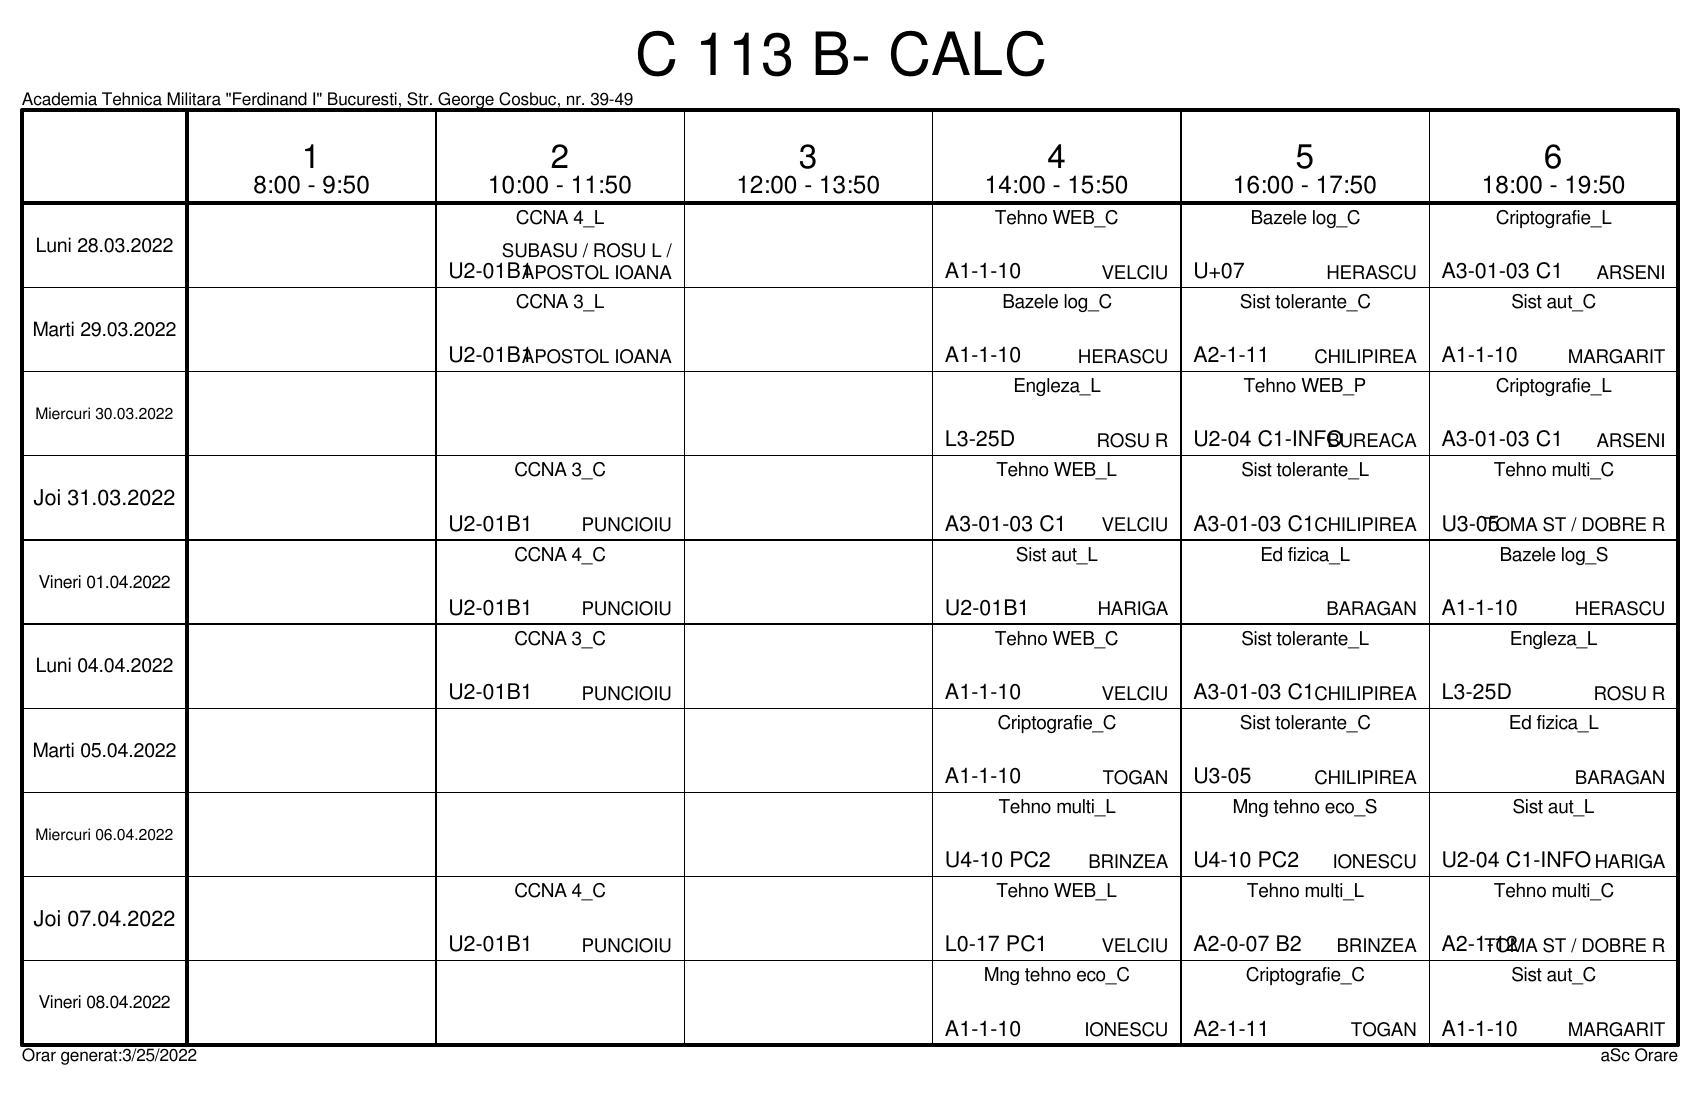 C 113 B- CALC
Academia Tehnica Militara "Ferdinand I" Bucuresti, Str. George Cosbuc, nr. 39-49
1 2 3 4 5 6
8:00 - 9:50 10:00 - 11:50 12:00 - 13:50 14:00 - 15:50 16:00 - 17:50 18:00 - 19:50
Luni 28.03.2022
CCNA 4_L
SUBASU / ROSU L /
U2-01B1 APOSTOL IOANA
Tehno WEB_C
A1-1-10 VELCIU
Bazele log_C
U+07 HERASCU
Criptografie_L
A3-01-03 C1 ARSENI
Marti 29.03.2022
CCNA 3_L
U2-01B1 APOSTOL IOANA
Bazele log_C
A1-1-10 HERASCU
Sist tolerante_C
A2-1-11 CHILIPIREA
Sist aut_C
A1-1-10 MARGARIT
Miercuri 30.03.2022
Engleza_L
L3-25D ROSU R
Tehno WEB_P
U2-04 C1-INFO BUREACA
Criptografie_L
A3-01-03 C1 ARSENI
Joi 31.03.2022
CCNA 3_C
U2-01B1 PUNCIOIU
Tehno WEB_L
A3-01-03 C1 VELCIU
Sist tolerante_L
A3-01-03 C1 CHILIPIREA
Tehno multi_C
U3-05 TOMA ST / DOBRE R
Vineri 01.04.2022
CCNA 4_C
U2-01B1 PUNCIOIU
Sist aut_L
U2-01B1 HARIGA
Ed fizica_L
BARAGAN
Bazele log_S
A1-1-10 HERASCU
Luni 04.04.2022
CCNA 3_C
U2-01B1 PUNCIOIU
Tehno WEB_C
A1-1-10 VELCIU
Sist tolerante_L
A3-01-03 C1 CHILIPIREA
Engleza_L
L3-25D ROSU R
Marti 05.04.2022
Criptografie_C
A1-1-10 TOGAN
Sist tolerante_C
U3-05 CHILIPIREA
Ed fizica_L
BARAGAN
Miercuri 06.04.2022
Tehno multi_L
U4-10 PC2 BRINZEA
Mng tehno eco_S
U4-10 PC2 IONESCU
Sist aut_L
U2-04 C1-INFO HARIGA
Joi 07.04.2022
CCNA 4_C
U2-01B1 PUNCIOIU
Tehno WEB_L
L0-17 PC1 VELCIU
Tehno multi_L
A2-0-07 B2 BRINZEA
Tehno multi_C
A2-1-12 TOMA ST / DOBRE R
Vineri 08.04.2022
Mng tehno eco_C
A1-1-10 IONESCU
Criptografie_C
A2-1-11 TOGAN
Sist aut_C
A1-1-10 MARGARIT
Orar generat:3/25/2022 aSc Orare